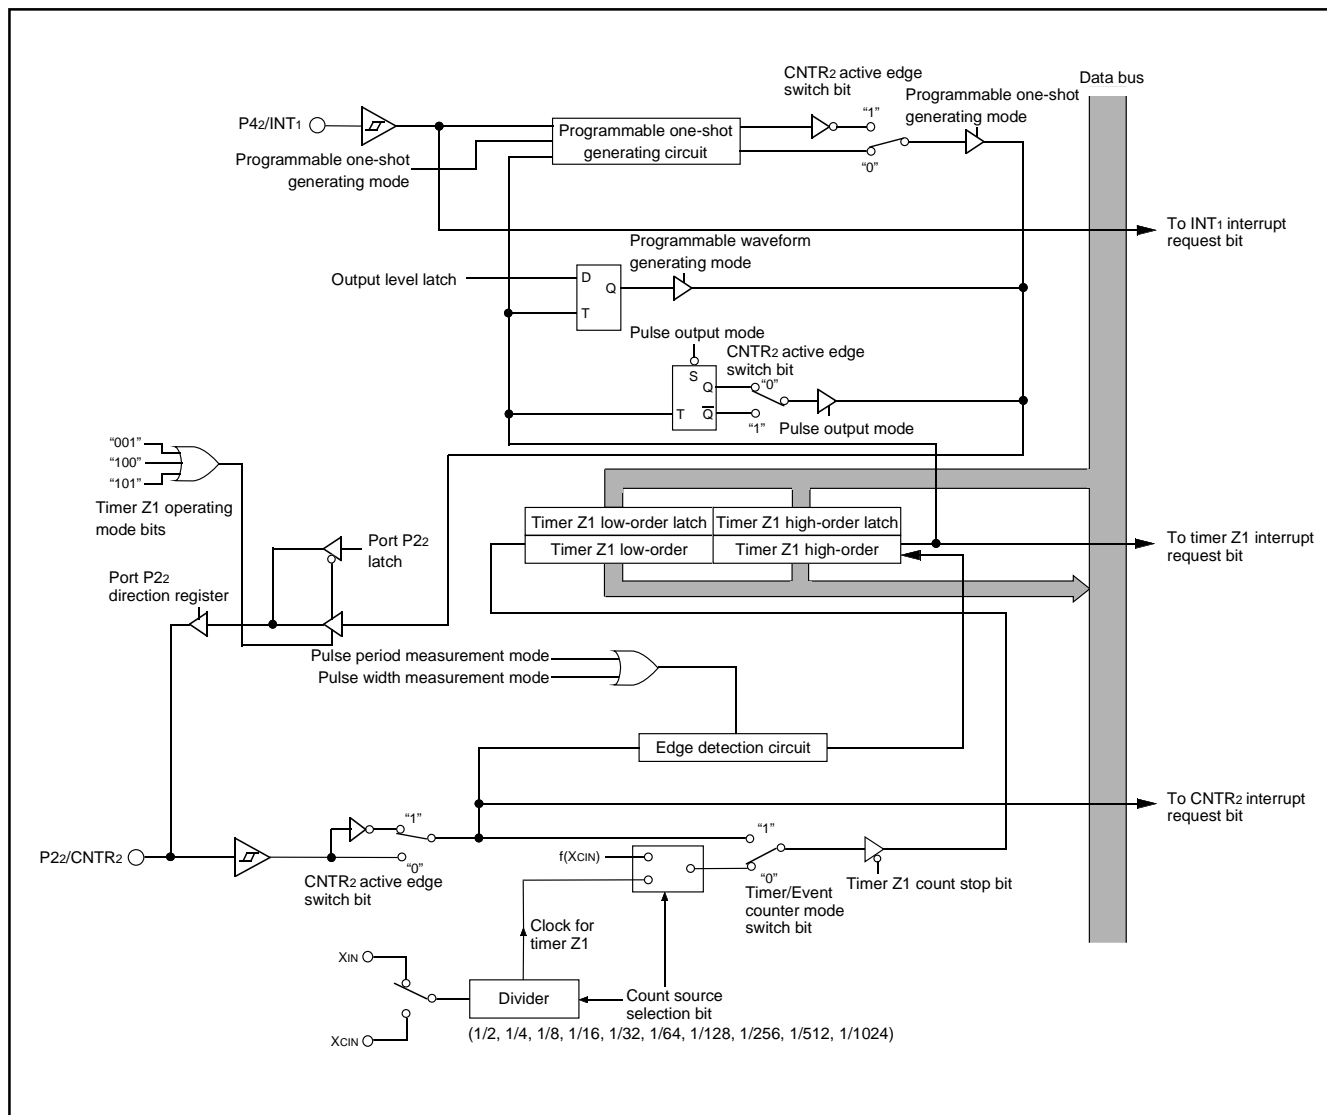 CNTR2 active edge
switch bit
Data bus
Programmable one-shot
generating mode
"1"
P42/INT1
Programmable one-shot
generating circuit
"0"
Programmable one-shot
generating mode
To INT1 interrupt
request bit
Programmable waveform
generating mode
Output level latch
D
Q
T
Pulse output mode
CNTR2 active edge
switch bit
S
Q
"0"
T
Q
"1"
Pulse output mode
"001"
"100"
"101"
Timer Z1 operating
mode bits
Timer Z1 low-order latch
Timer Z1 high-order latch
Timer Z1 low-order
Timer Z1 high-order
To timer Z1 interrupt
request bit
Port P22
latch
Port P22
direction register
Pulse period measurement mode
Pulse width measurement mode
Edge detection circuit
To CNTR2 interrupt
request bit
"1"
"1"
P22/CNTR2
"0"
CNTR2 active edge
switch bit
f(XCIN)
"0"
Timer/Event
counter mode
switch bit
Timer Z1 count stop bit
Clock for
timer Z1
XIN
Divider
Count source
selection bit
XCIN
(1/2, 1/4, 1/8, 1/16, 1/32, 1/64, 1/128, 1/256, 1/512, 1/1024)